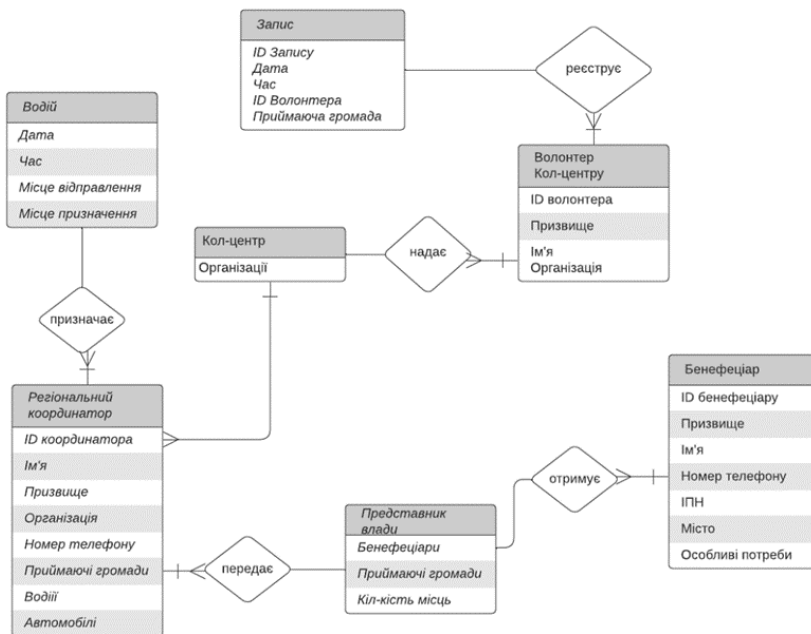 Запис
ID Запису
Дата
Час
ID Волонтера
Приймаюча громада
реєструє
Водій
Дата
Час
Місце відправлення
Місце призначення
Волонтер
Кол-центру
ID волонтера
Призвище
Ім'я
Організація
Кол-центр
Організації
надає
призначає
Регіональний
координатор
ID координатора
Ім'я
Призвище
Організація
Номер телефону
Приймаючі громади
Водіїї
Автомобілі
передає
Представник
влади
Бенефеціари
Приймаючі громади
Кіл-кість місць
отримує
Бенефеціар
ID бенефеціару
Призвище
Ім'я
Номер телефону
ІПН
Місто
Особливі потреби